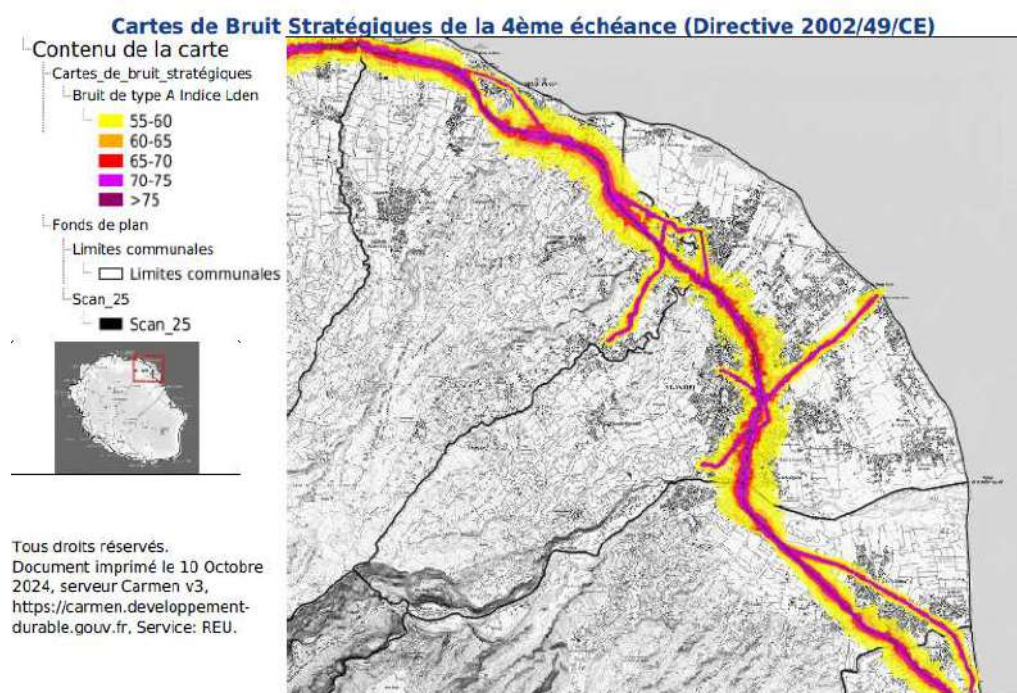 Cartes de Bruit Stratégiques de la 4ème échéance (Directive 2002/49/CE)
Contenu de la carte
Cartes_de_bruit_stratégiques
Bruit de type A Indice Lden
55-60
60-65
65-70
70-75
>75
Fonds de plan
Limites communales
Limites communales
Scan_25
Scan_25
Tous droits réservés.
Document imprimé le 10 Octobre
2024, serveur Carmen v3,
https://carmen.developpement-
durable.gouv.fr, Service: REU.